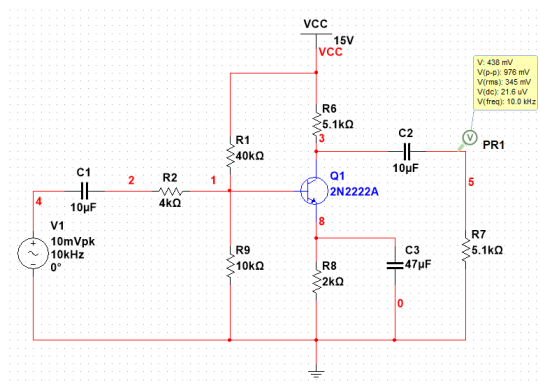 VCC
15V
VCC
V: 438 mV
V(p-p): 976 mV
V(rms): 345 mV
V(dc): 21.6 uV
V(freq): 10.0 kHz
V
PR1
R6
5.1kΩ
3
R1
40kΩ
C2
10µF
C1
10µF
2
R2
4kΩ
1
Q1
2N2222A
5
4
8
V1
10mVpk
10kHz
0°
R9
10kΩ
R8
2kΩ
C3
47µF
0
R7
5.1kΩ